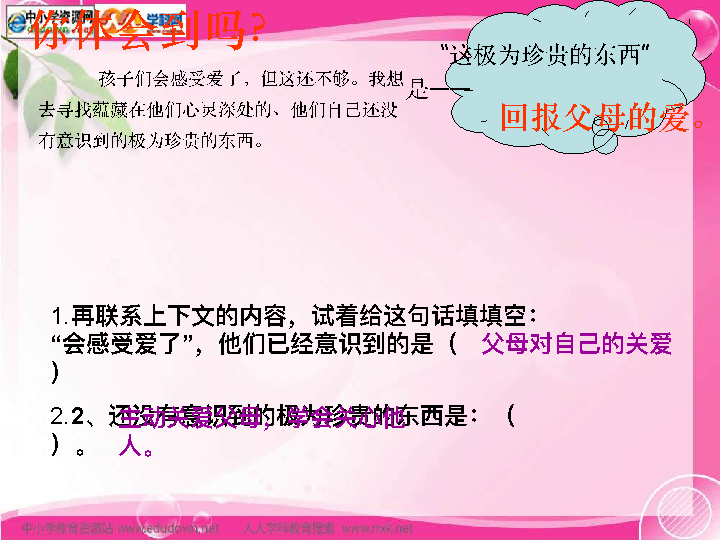 中小学资源网
你体会到吗？
孩子们会感受爱了，但这还不够。我想
去寻找蕴藏在他们心灵深处的、他们自己还没
有意识到的极为珍贵的东西。
“这极为珍贵的东西”
是——
回报父母的爱。
1.再联系上下文的内容，试着给这句话填填空：
“会感受爱了”，他们已经意识到的是（ 父母对自己的关爱
）
2.2、还没有意识到的极为珍贵的东西是：（
）。
主动关爱父母，学会关心他
人。
中小学教育资源站 www.edudown.net 人人学科教育搜索 www.rrxk.net